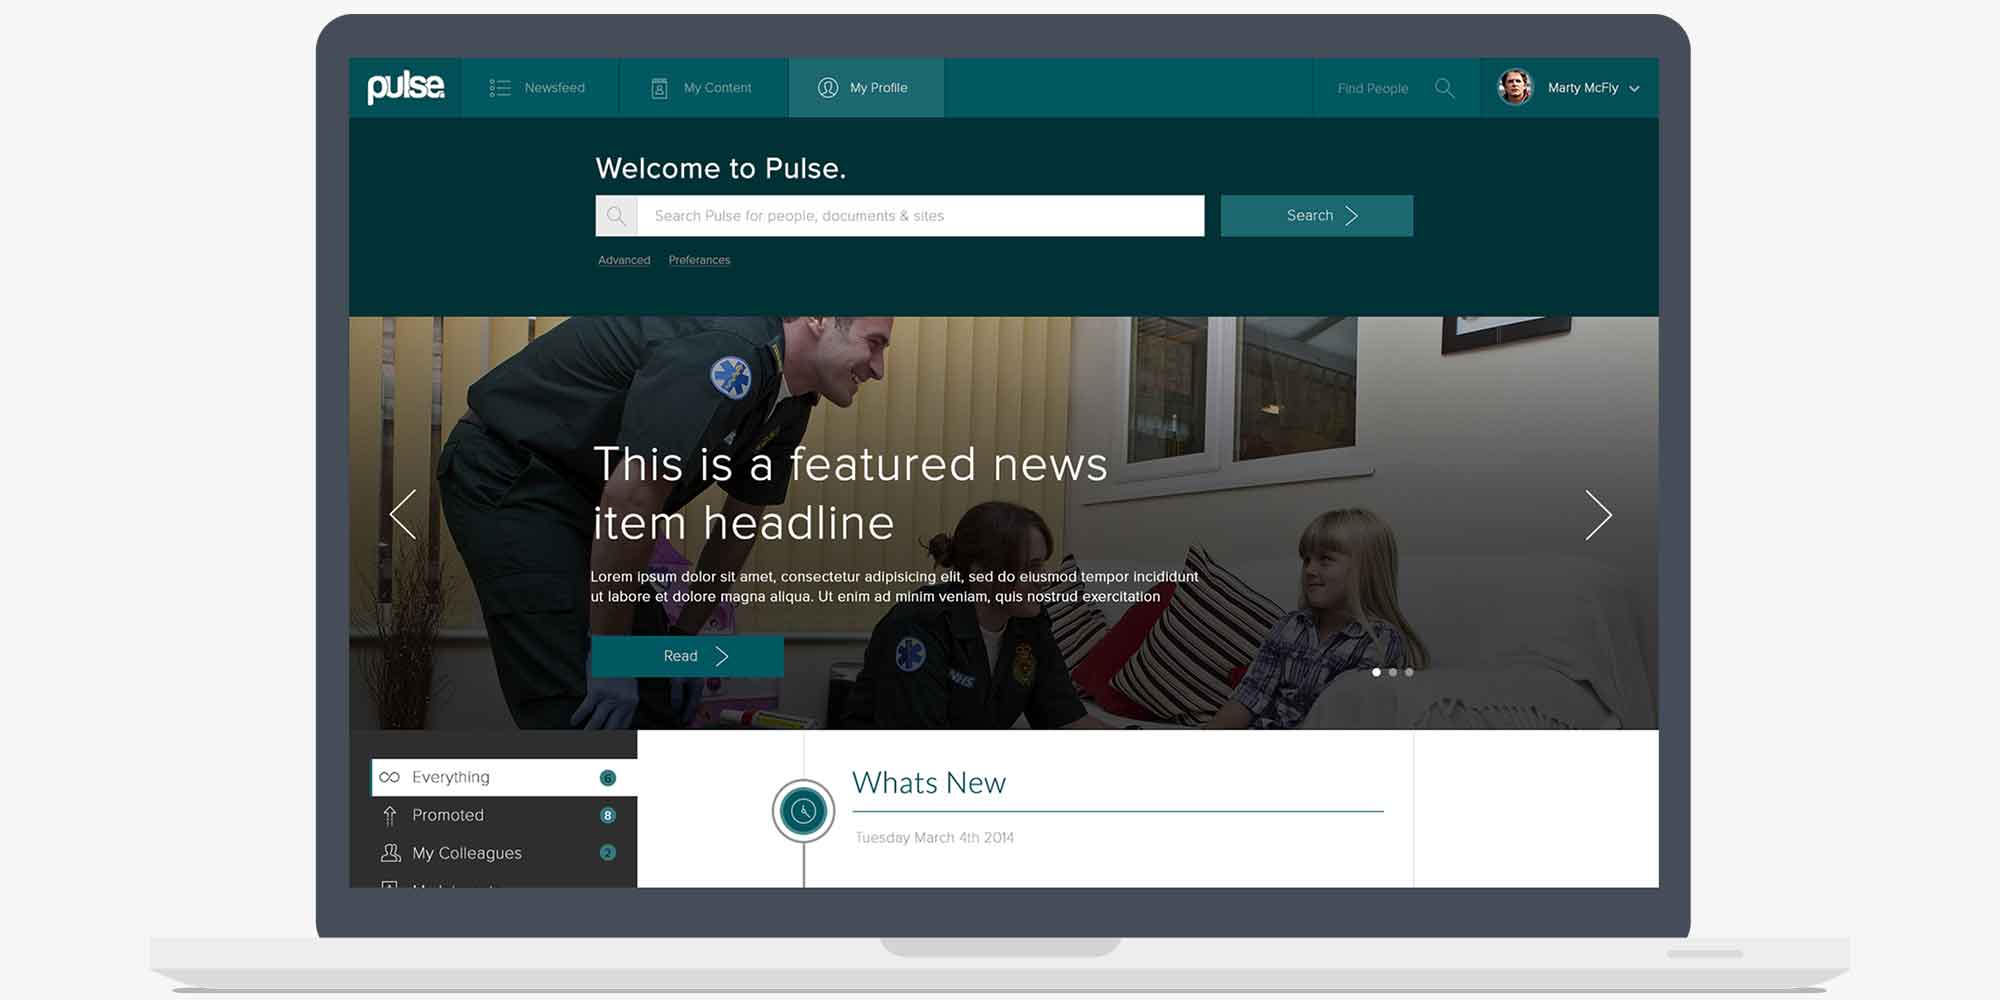 pulse.
Newsfeed
My Content
My Profile
Find People
Marty McFly
Welcome to Pulse.
Search Pulse for people, documents & sites
Search
Advanced
Preferances
This is a featured news
item headline
Lorem ipsum dolor sit amet, consectetur adipisicing elit, sed do eiusmod tempor incididunt
ut labore et dolore magna aliqua. Ut enim ad minim veniam, quis nostrud exercitation
Read
NHS
Everything 6
Promoted 8
My Colleagues 2
Whats New
Tuesday March 4th 2014